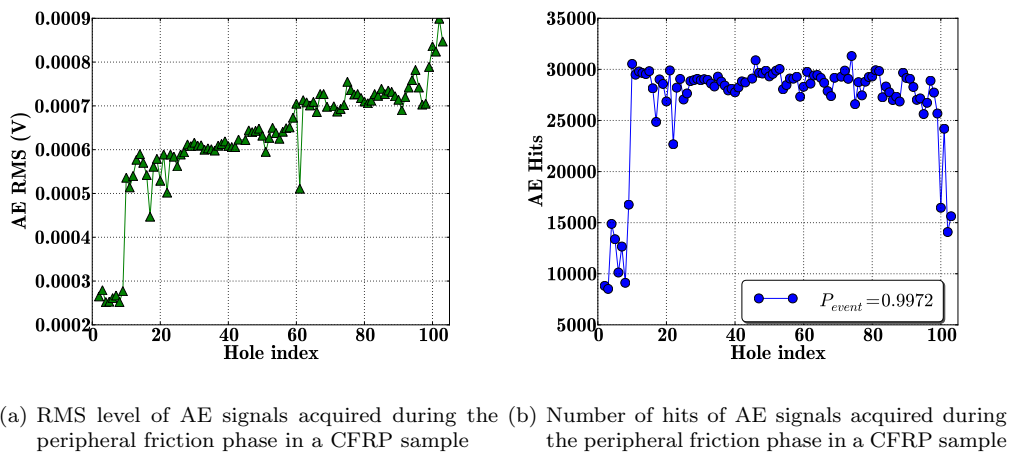 0.0009
0.0008
0.0007
0.0006
0.0005
0.0004
0.0003
0.0002
AE RMS (V)
0 20 40 60 80 100
Hole index
35000
30000
25000
20000
15000
10000
5000
AE Hits
P_event=0.9972
0 20 40 60 80 100
Hole index
(a) RMS level of AE signals acquired during the
peripheral friction phase in a CFRP sample
(b) Number of hits of AE signals acquired during
the peripheral friction phase in a CFRP sample